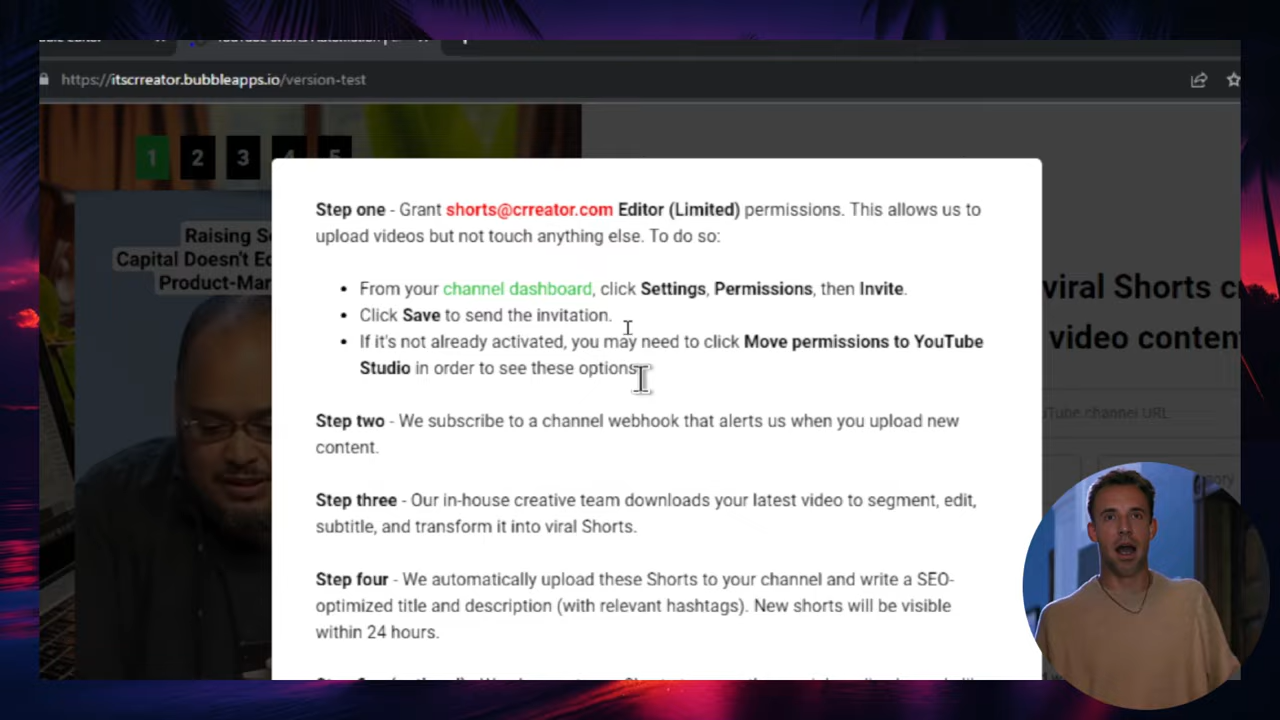 https://itscrreator.bubbleapps.io/version-test
1 2 3 4 5
Raising
Capital Doesn't
Step one - Grant shorts@crreator.com Editor (Limited) permissions. This allows us to
upload videos but not touch anything else. To do so:
• From your channel dashboard, click Settings, Permissions, then Invite.
• Click Save to send the invitation.
• If it's not already activated, you may need to click Move permissions to YouTube
Studio in order to see these options.
Step two - We subscribe to a channel webhook that alerts us when you upload new
content.
Step three - Our in-house creative team downloads your latest video to segment, edit,
subtitle, and transform it into viral Shorts.
Step four - We automatically upload these Shorts to your channel and write a SEO-
optimized title and description (with relevant hashtags). New shorts will be visible
within 24 hours.
viral Shorts
video
channel URL